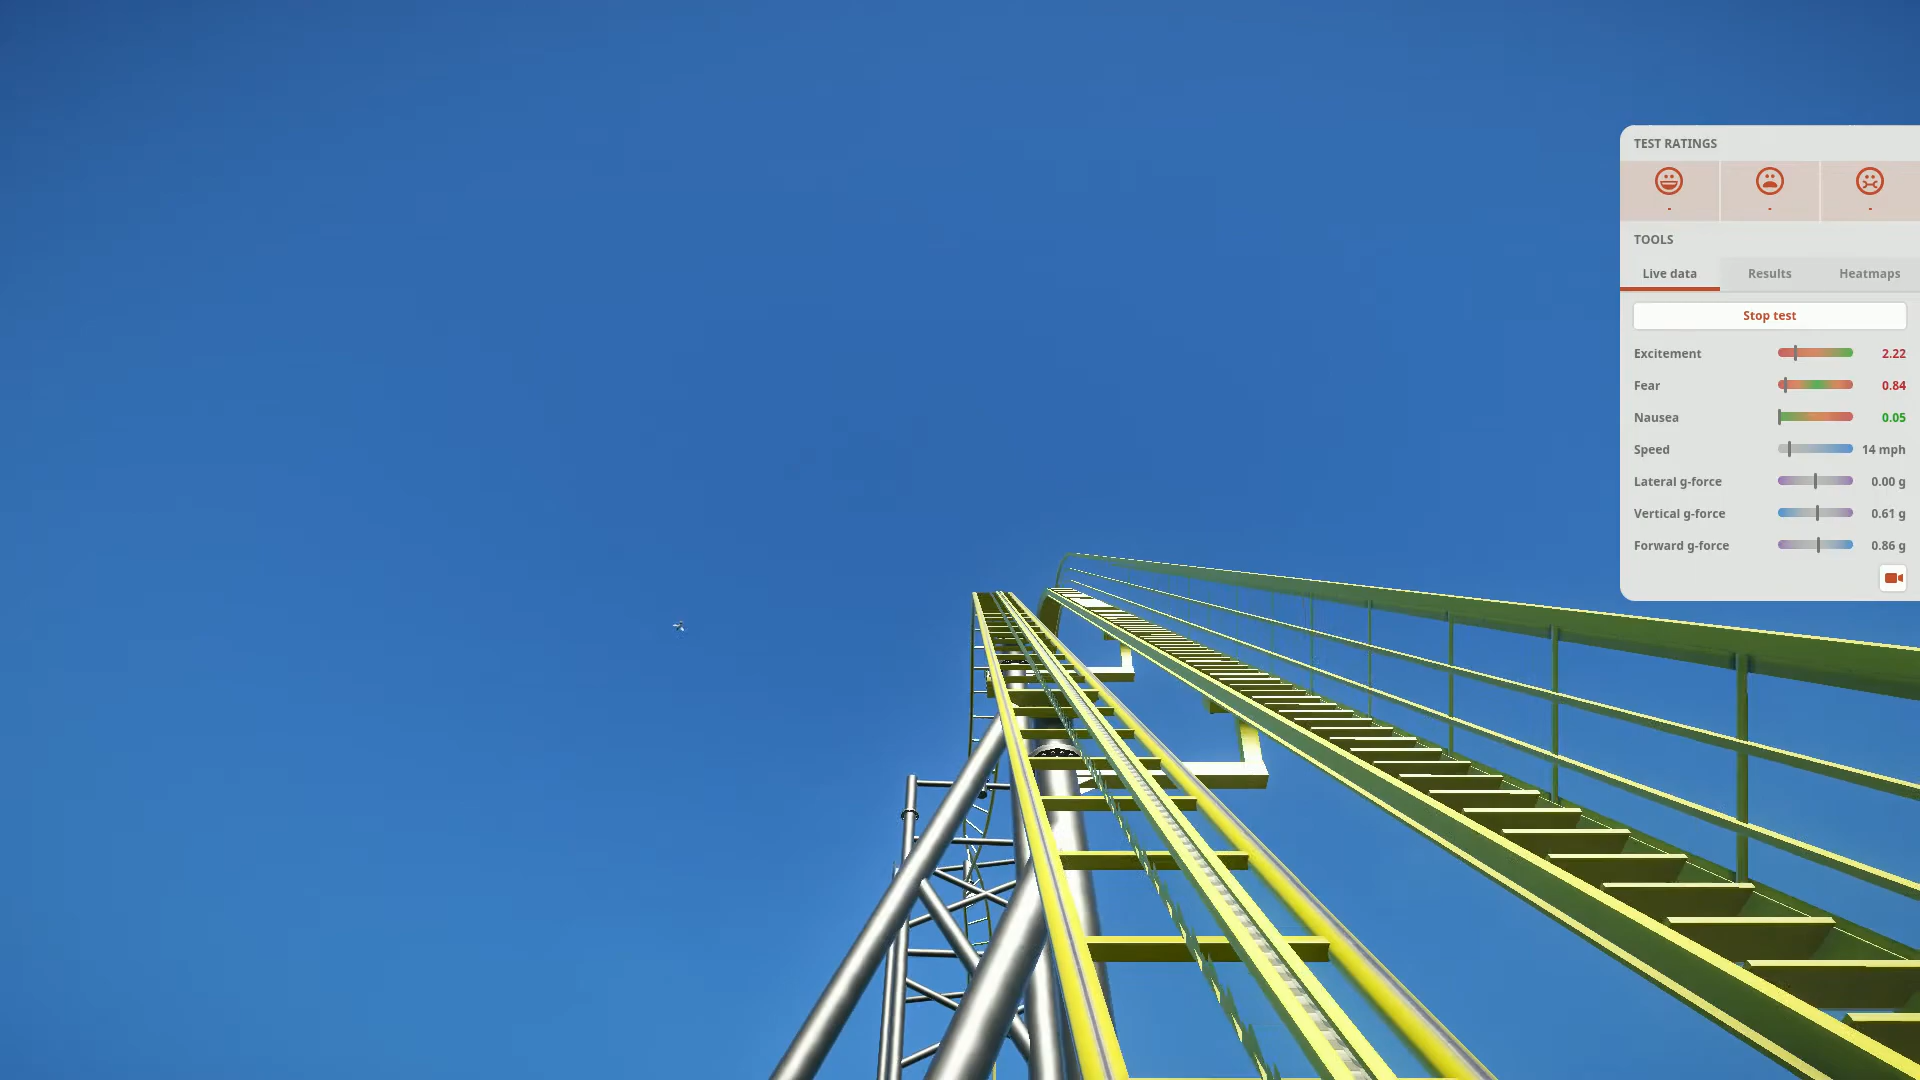 TEST RATINGS
- - -
TOOLS
Live data Results Heatmaps
Stop test
Excitement 2.22
Fear 0.84
Nausea 0.05
Speed 14 mph
Lateral g-force 0.00 g
Vertical g-force 0.61 g
Forward g-force 0.86 g